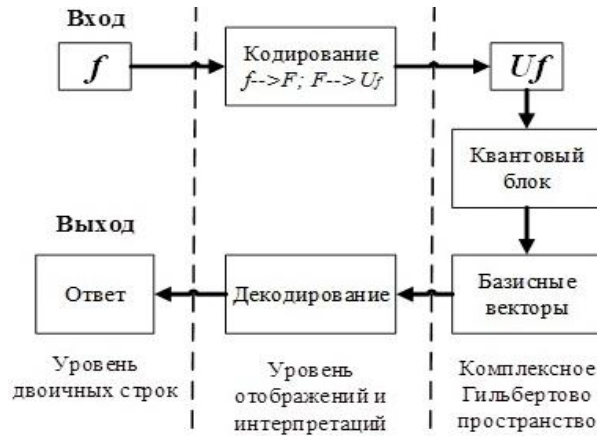 Вход
f
Кодирование
f-->F; F-->Uf
Uf
Квантовый
блок
Выход
Ответ
Декодирование
Базисные
векторы
Уровень
двоичных строк
Уровень
отображений и
интерпретаций
Комплексное
Гильбертово
пространство